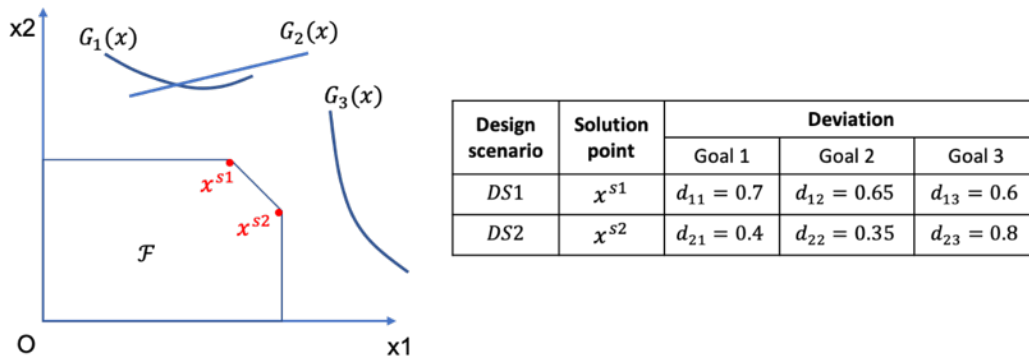 x2
G₁(x)
G₂(x)
G₃(x)
x^{s1}
x^{s2}
ℱ
O
x1
Design scenario Solution point Deviation
Goal 1 Goal 2 Goal 3
DS1 x^{s1} d₁₁ = 0.7 d₁₂ = 0.65 d₁₃ = 0.6
DS2 x^{s2} d₂₁ = 0.4 d₂₂ = 0.35 d₂₃ = 0.8